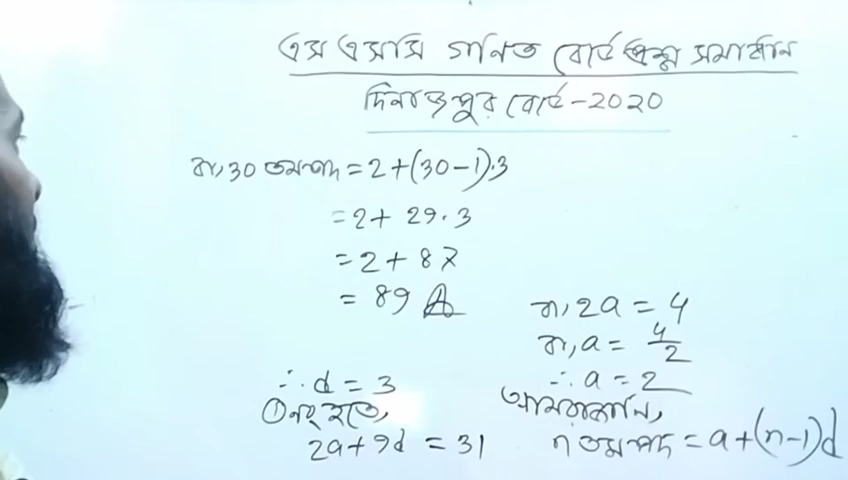 এস এসসি গনিত বোর্ড প্রশ্ন সমাধান
দিনাজপুর বোর্ড-2020
বা, 30 তম পদ = 2+(30-1).3
= 2+ 29.3
= 2+ 87
= 89 A
∴ d = 3
① নং হতে,
2a+9d = 31
বা, 2a = 4
বা, a = 4/2
∴ a = 2
আমরা জানি,
n তম পদ = a+(n-1)d